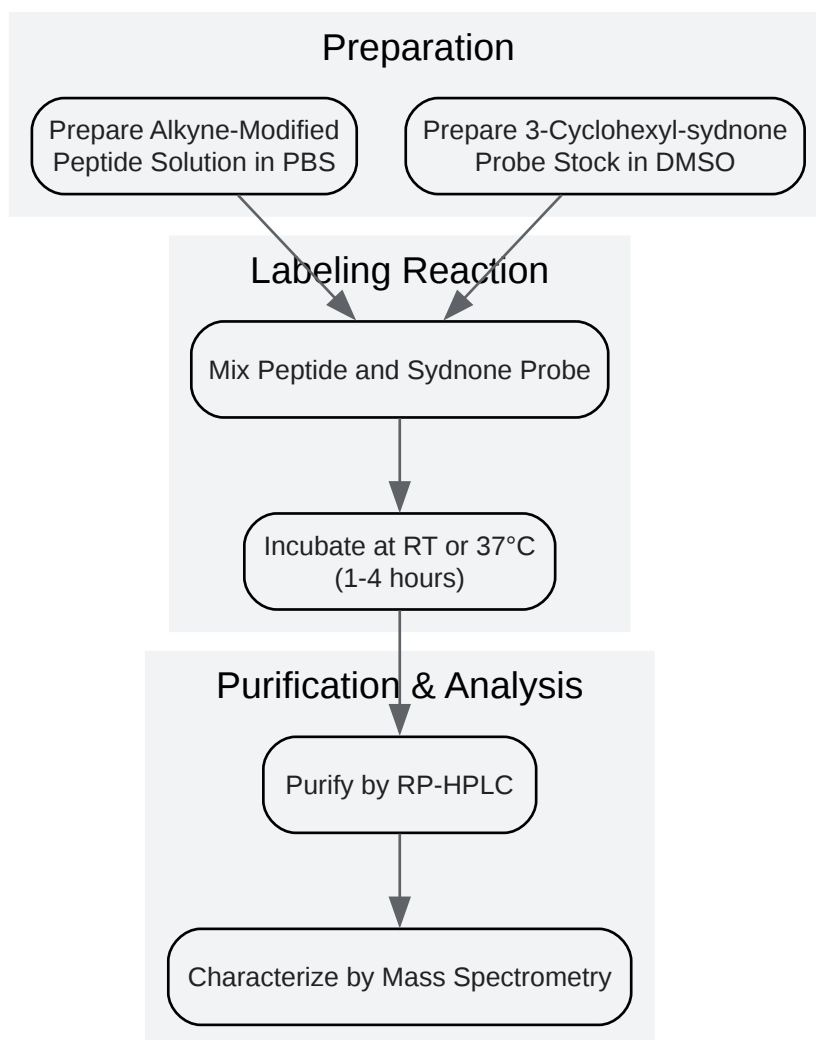 Preparation
Prepare Alkyne-Modified
Peptide Solution in PBS
Prepare 3-Cyclohexyl-sydnone
Probe Stock in DMSO
Labeling Reaction
Mix Peptide and Sydnone Probe
Incubate at RT or 37°C
(1-4 hours)
Purification & Analysis
Purify by RP-HPLC
Characterize by Mass Spectrometry